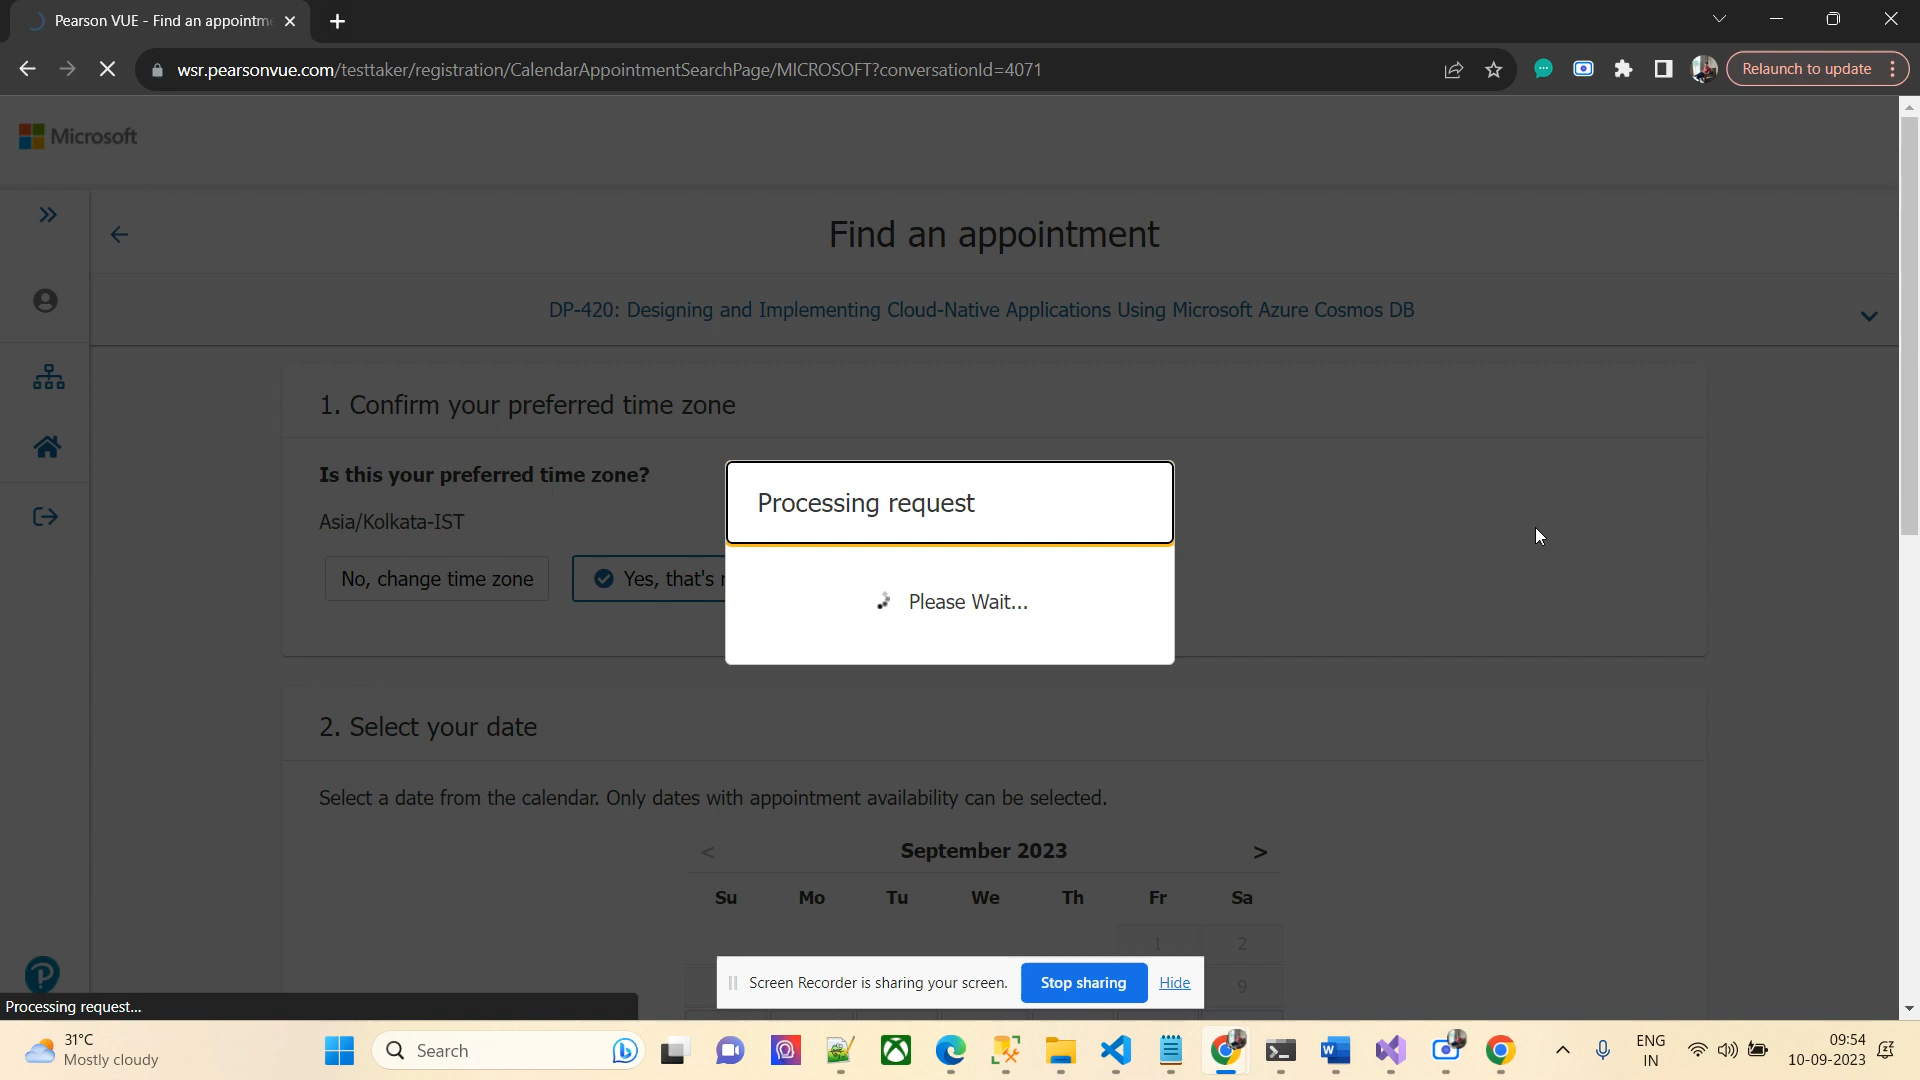 Pearson VUE - Find an appointm
wsr.pearsonvue.com/testtaker/registration/CalendarAppointmentSearchPage/MICROSOFT?conversationId=4071
Relaunch to update
Microsoft
Find an appointment
DP-420: Designing and Implementing Cloud-Native Applications Using Microsoft Azure Cosmos DB
1. Confirm your preferred time zone
Is this your preferred time zone?
Asia/Kolkata-IST
No, change time zone
Yes, that's
Processing request
Please Wait...
2. Select your date
Select a date from the calendar. Only dates with appointment availability can be selected.
< September 2023 >
Su Mo Tu We Th Fr Sa
1 2
9
Screen Recorder is sharing your screen. Stop sharing Hide
Processing request...
31°C
Mostly cloudy
Search
ENG
IN
09:54
10-09-2023